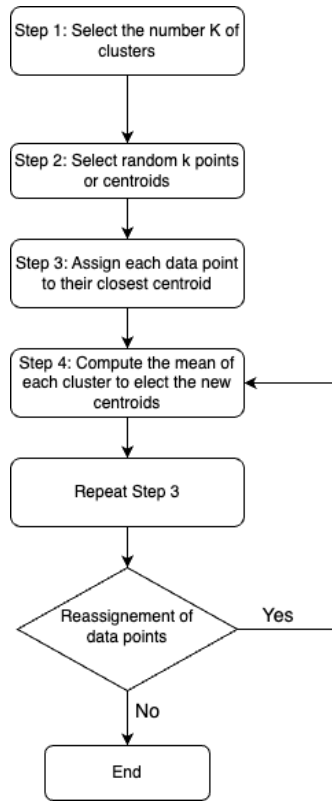 Step 1: Select the number K of
clusters
Step 2: Select random k points
or centroids
Step 3: Assign each data point
to their closest centroid
Step 4: Compute the mean of
each cluster to elect the new
centroids
Repeat Step 3
Reassignement of
data points
Yes
No
End